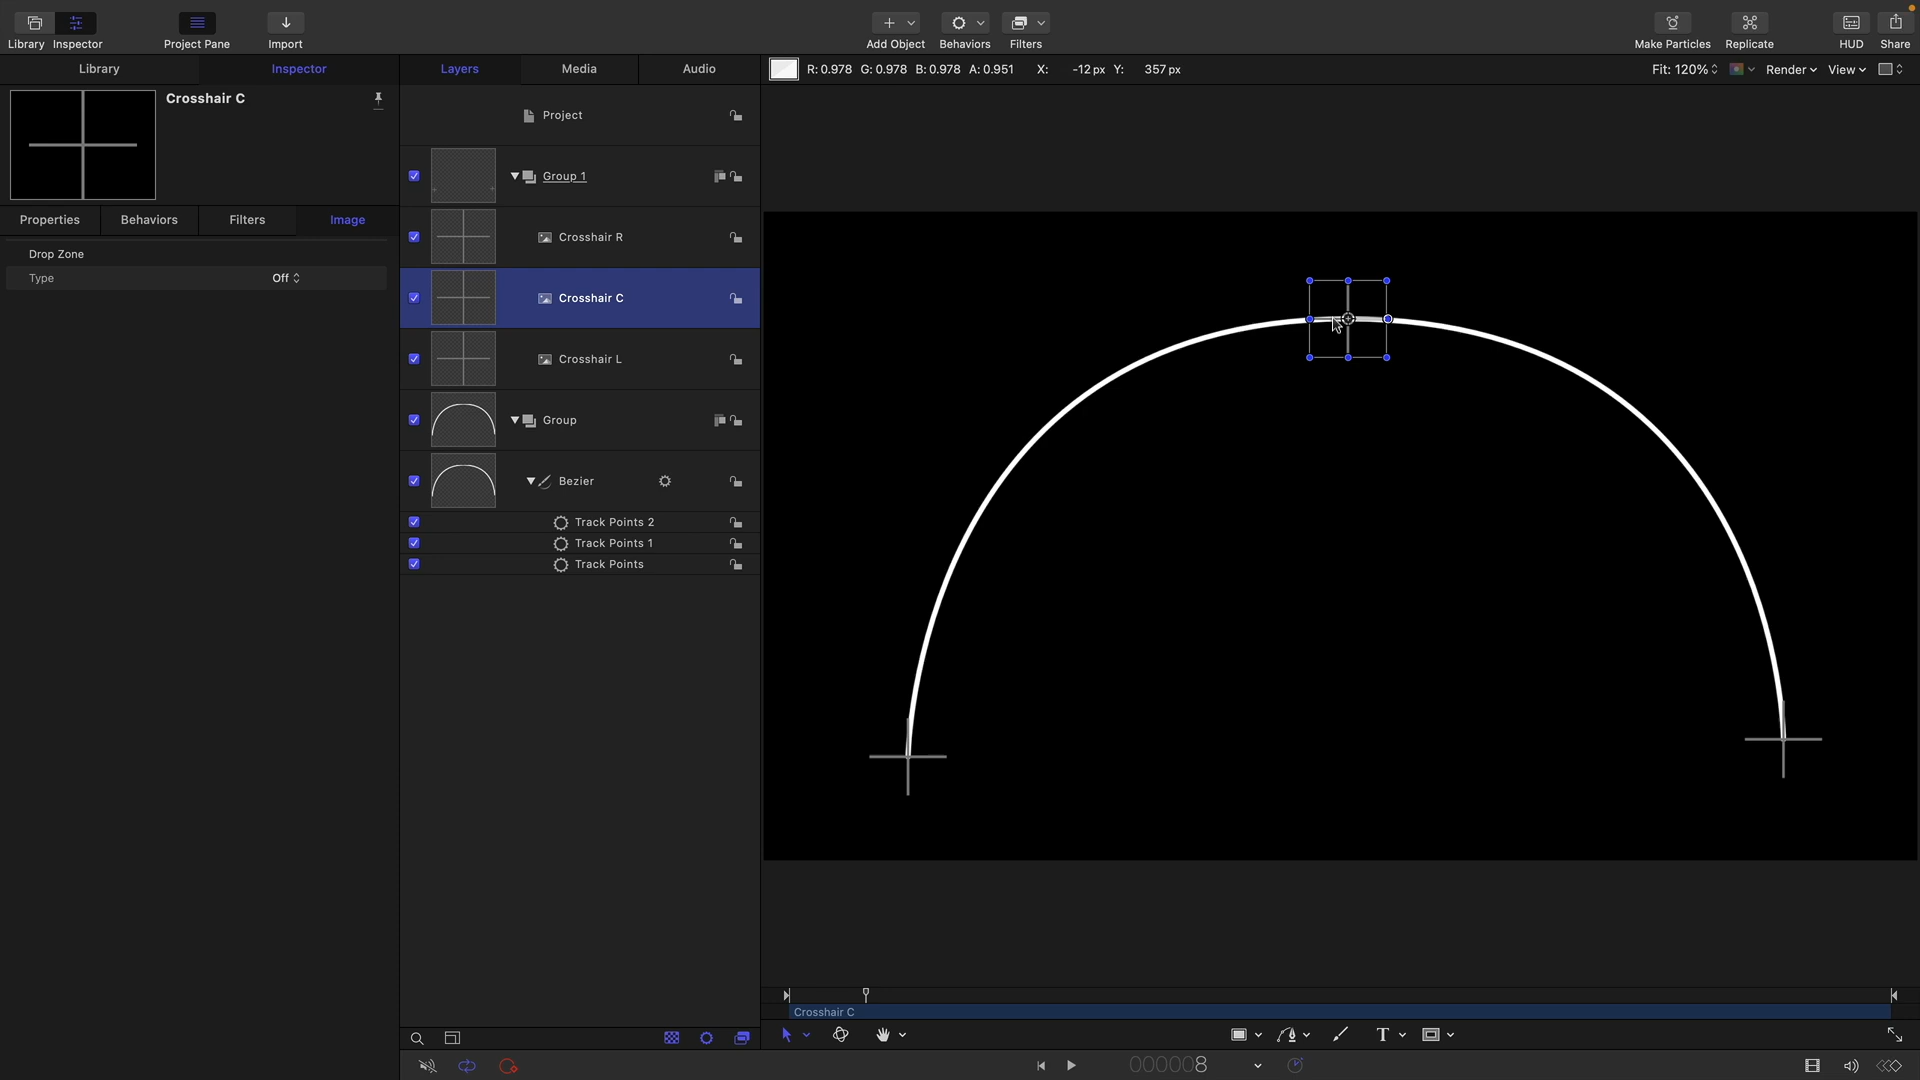 Library Inspector Project Pane Import Add Object Behaviors Filters Make Particles Replicate HUD Share
Library Inspector Layers Media Audio R: 0.978 G: 0.978 B: 0.978 A: 0.951 X: -12 px Y: 357 px Fit: 120% Render View
Crosshair C
Project
Group 1
Properties Behaviors Filters Image
Crosshair R
Drop Zone
Type Off
Crosshair C
Crosshair L
Group
Bezier
Track Points 2
Track Points 1
Track Points
Crosshair C
T
000008